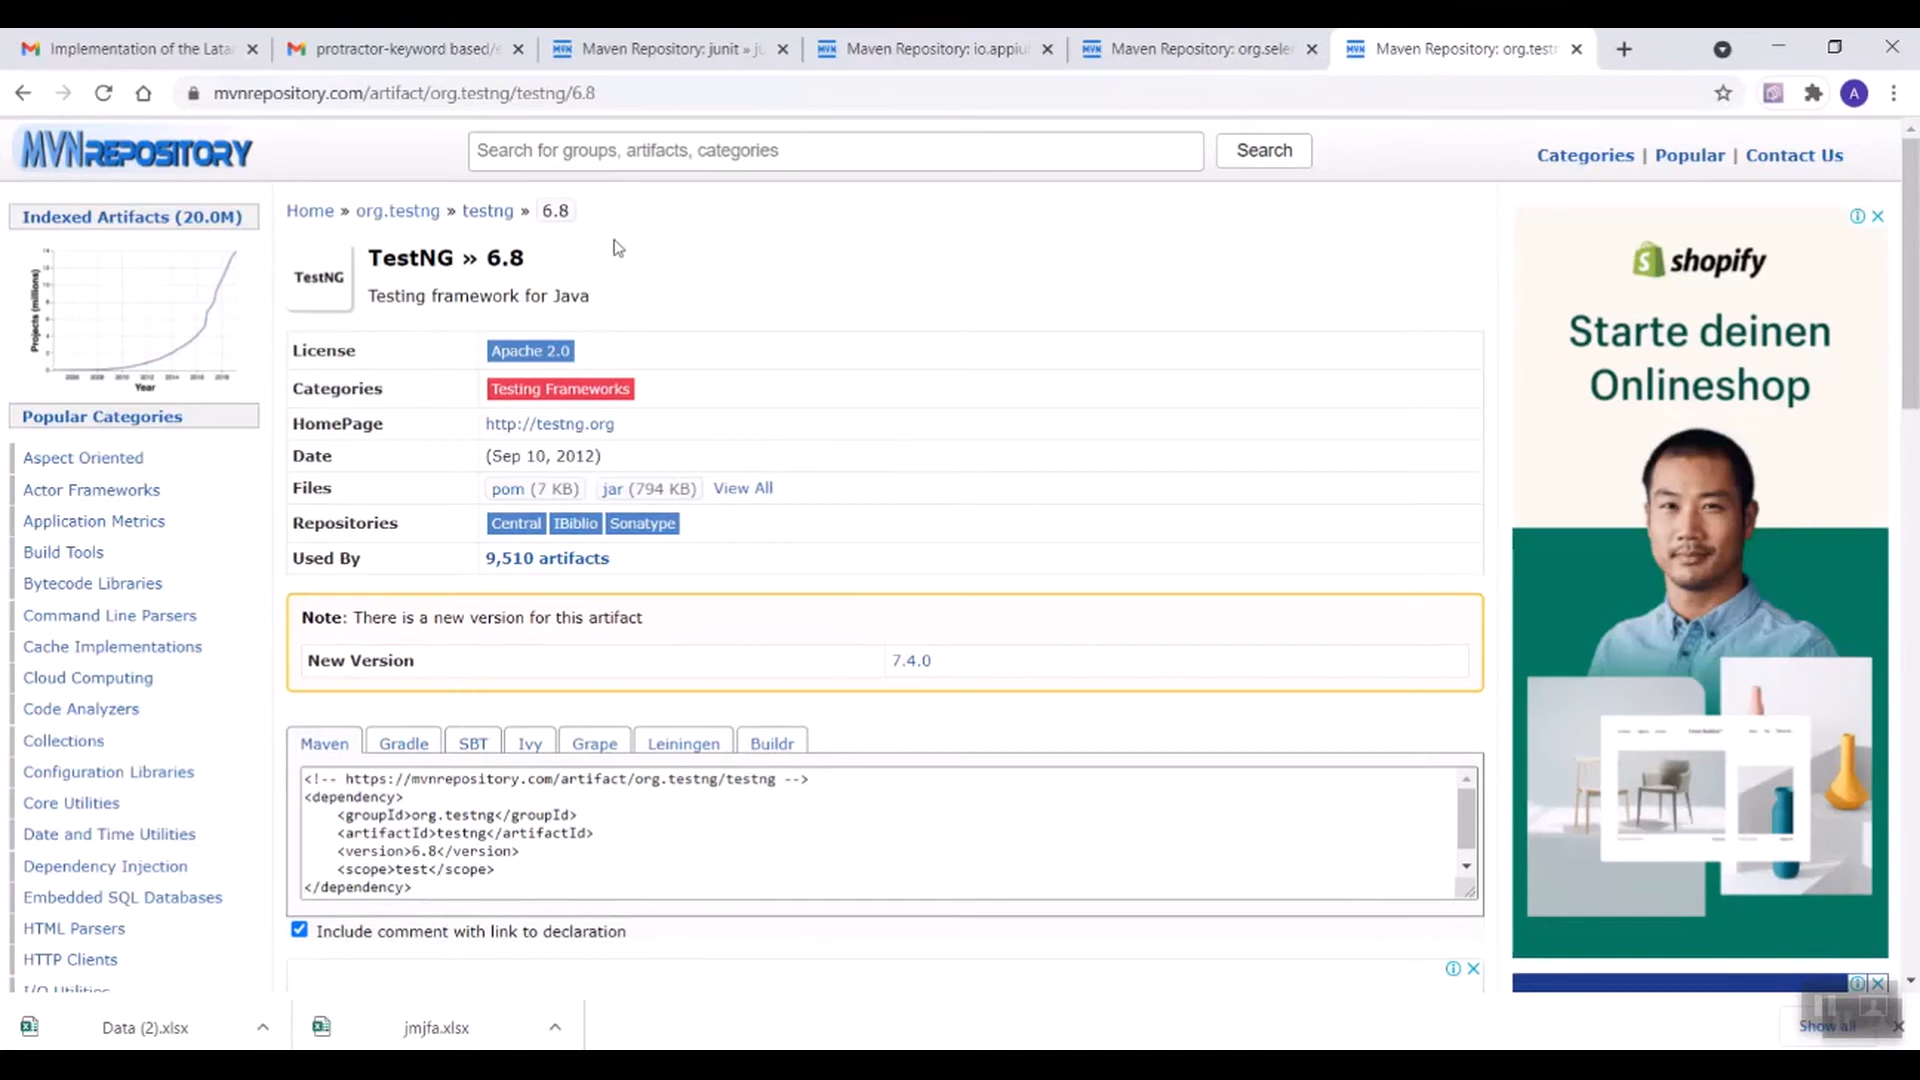 Implementation of the Lata
protractor-keyword based/
Maven Repository: junit » ju
Maven Repository: io.appiu
Maven Repository: org.sele
Maven Repository: org.testn
mvnrepository.com/artifact/org.testng/testng/6.8
A
MVNREPOSITORY
Search for groups, artifacts, categories
Search
Categories | Popular | Contact Us
Indexed Artifacts (20.0M)
Projects (millions)
Year
Popular Categories
Aspect Oriented
Actor Frameworks
Application Metrics
Build Tools
Bytecode Libraries
Command Line Parsers
Cache Implementations
Cloud Computing
Code Analyzers
Collections
Configuration Libraries
Core Utilities
Date and Time Utilities
Dependency Injection
Embedded SQL Databases
HTML Parsers
HTTP Clients
I/O Utilities
Home » org.testng » testng » 6.8
TestNG
TestNG » 6.8
Testing framework for Java
License Apache 2.0
Categories Testing Frameworks
HomePage http://testng.org
Date (Sep 10, 2012)
Files pom (7 KB) jar (794 KB) View All
Repositories Central IBiblio Sonatype
Used By 9,510 artifacts
Note: There is a new version for this artifact
New Version 7.4.0
Maven Gradle SBT Ivy Grape Leiningen Buildr
<!-- https://mvnrepository.com/artifact/org.testng/testng -->
<dependency>
<groupId>org.testng</groupId>
<artifactId>testng</artifactId>
<version>6.8</version>
<scope>test</scope>
</dependency>
Include comment with link to declaration
shopify
Starte deinen
Onlineshop
Data (2).xlsx
jmjfa.xlsx
Show all